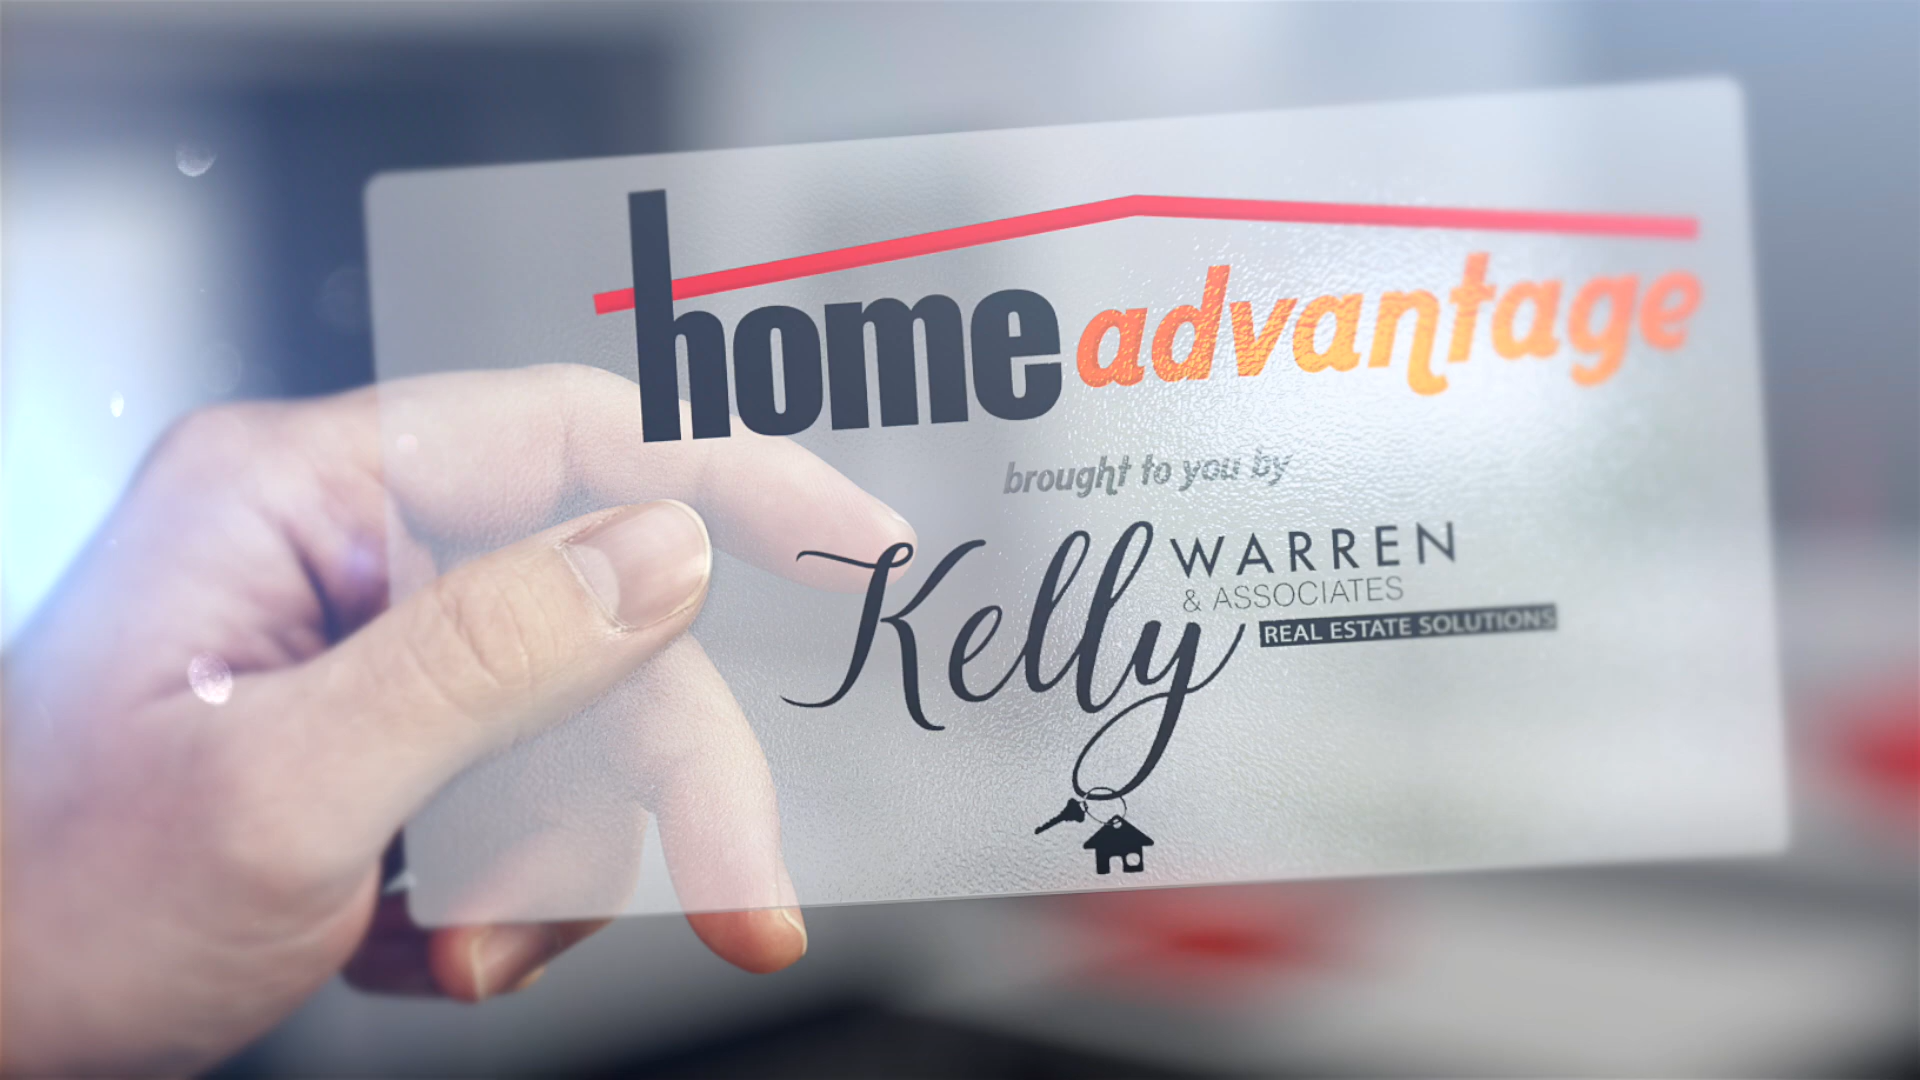 home advantage
brought to you by
Kelly WARREN
& ASSOCIATES
REAL ESTATE SOLUTIONS